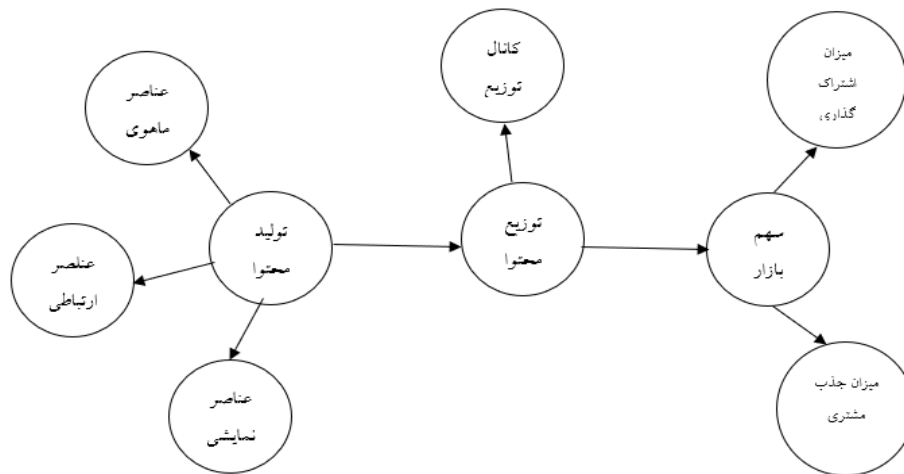 کانال
توزیع
میزان
اشتراک
گذاری
عناصر
ماهوی
تولید
محتوا
توزیع
محتوا
سهم
بازار
عنلصر
ارتباطی
عناصر
نمایشی
میزان جذب
مشتری